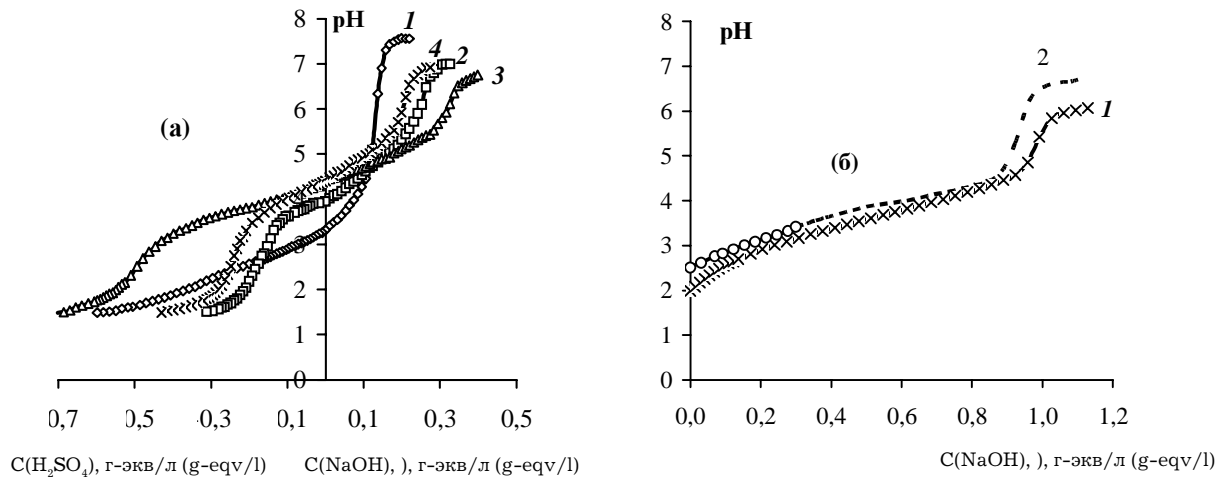 8 pH 1
7 4 2
3
6
(а)
5
4
3
2
1
0
0,7 0,5 0,3 0,1 0,1 0,3 0,5
C(H₂SO₄), г-экв/л (g-eqv/l) C(NaOH), ), г-экв/л (g-eqv/l)
8
pH
7 2
6 1
5 (б)
4
3
2
1
0
0,0 0,2 0,4 0,6 0,8 1,0 1,2
C(NaOH), ), г-экв/л (g-eqv/l)